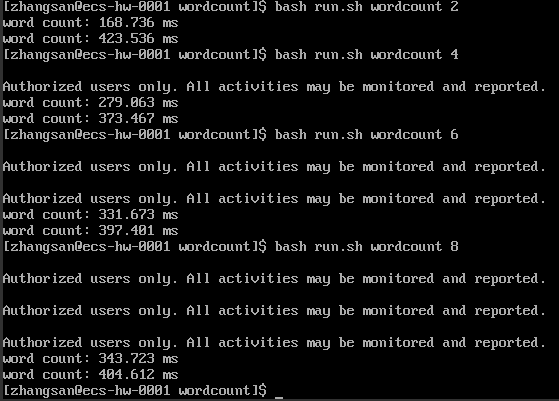 [zhangsan@ecs-hw-0001 wordcount]$ bash run.sh wordcount 2
word count: 168.736 ms
word count: 423.536 ms
[zhangsan@ecs-hw-0001 wordcount]$ bash run.sh wordcount 4
Authorized users only. All activities may be monitored and reported.
word count: 279.063 ms
word count: 373.467 ms
[zhangsan@ecs-hw-0001 wordcount]$ bash run.sh wordcount 6
Authorized users only. All activities may be monitored and reported.
Authorized users only. All activities may be monitored and reported.
word count: 331.673 ms
word count: 397.401 ms
[zhangsan@ecs-hw-0001 wordcount]$ bash run.sh wordcount 8
Authorized users only. All activities may be monitored and reported.
Authorized users only. All activities may be monitored and reported.
Authorized users only. All activities may be monitored and reported.
word count: 343.723 ms
word count: 404.612 ms
[zhangsan@ecs-hw-0001 wordcount]$ _